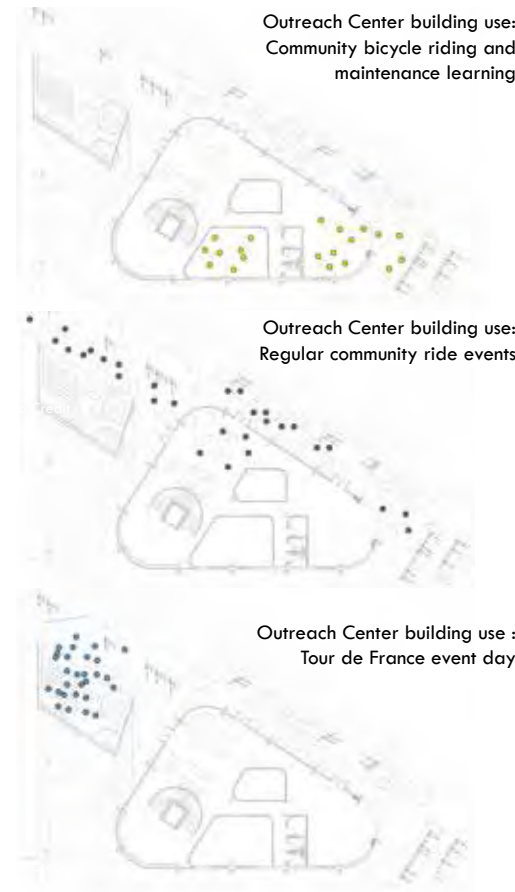 Outreach Center building use:
Community bicycle riding and
maintenance learning
Outreach Center building use:
Regular community ride events
Outreach Center building use :
Tour de France event day